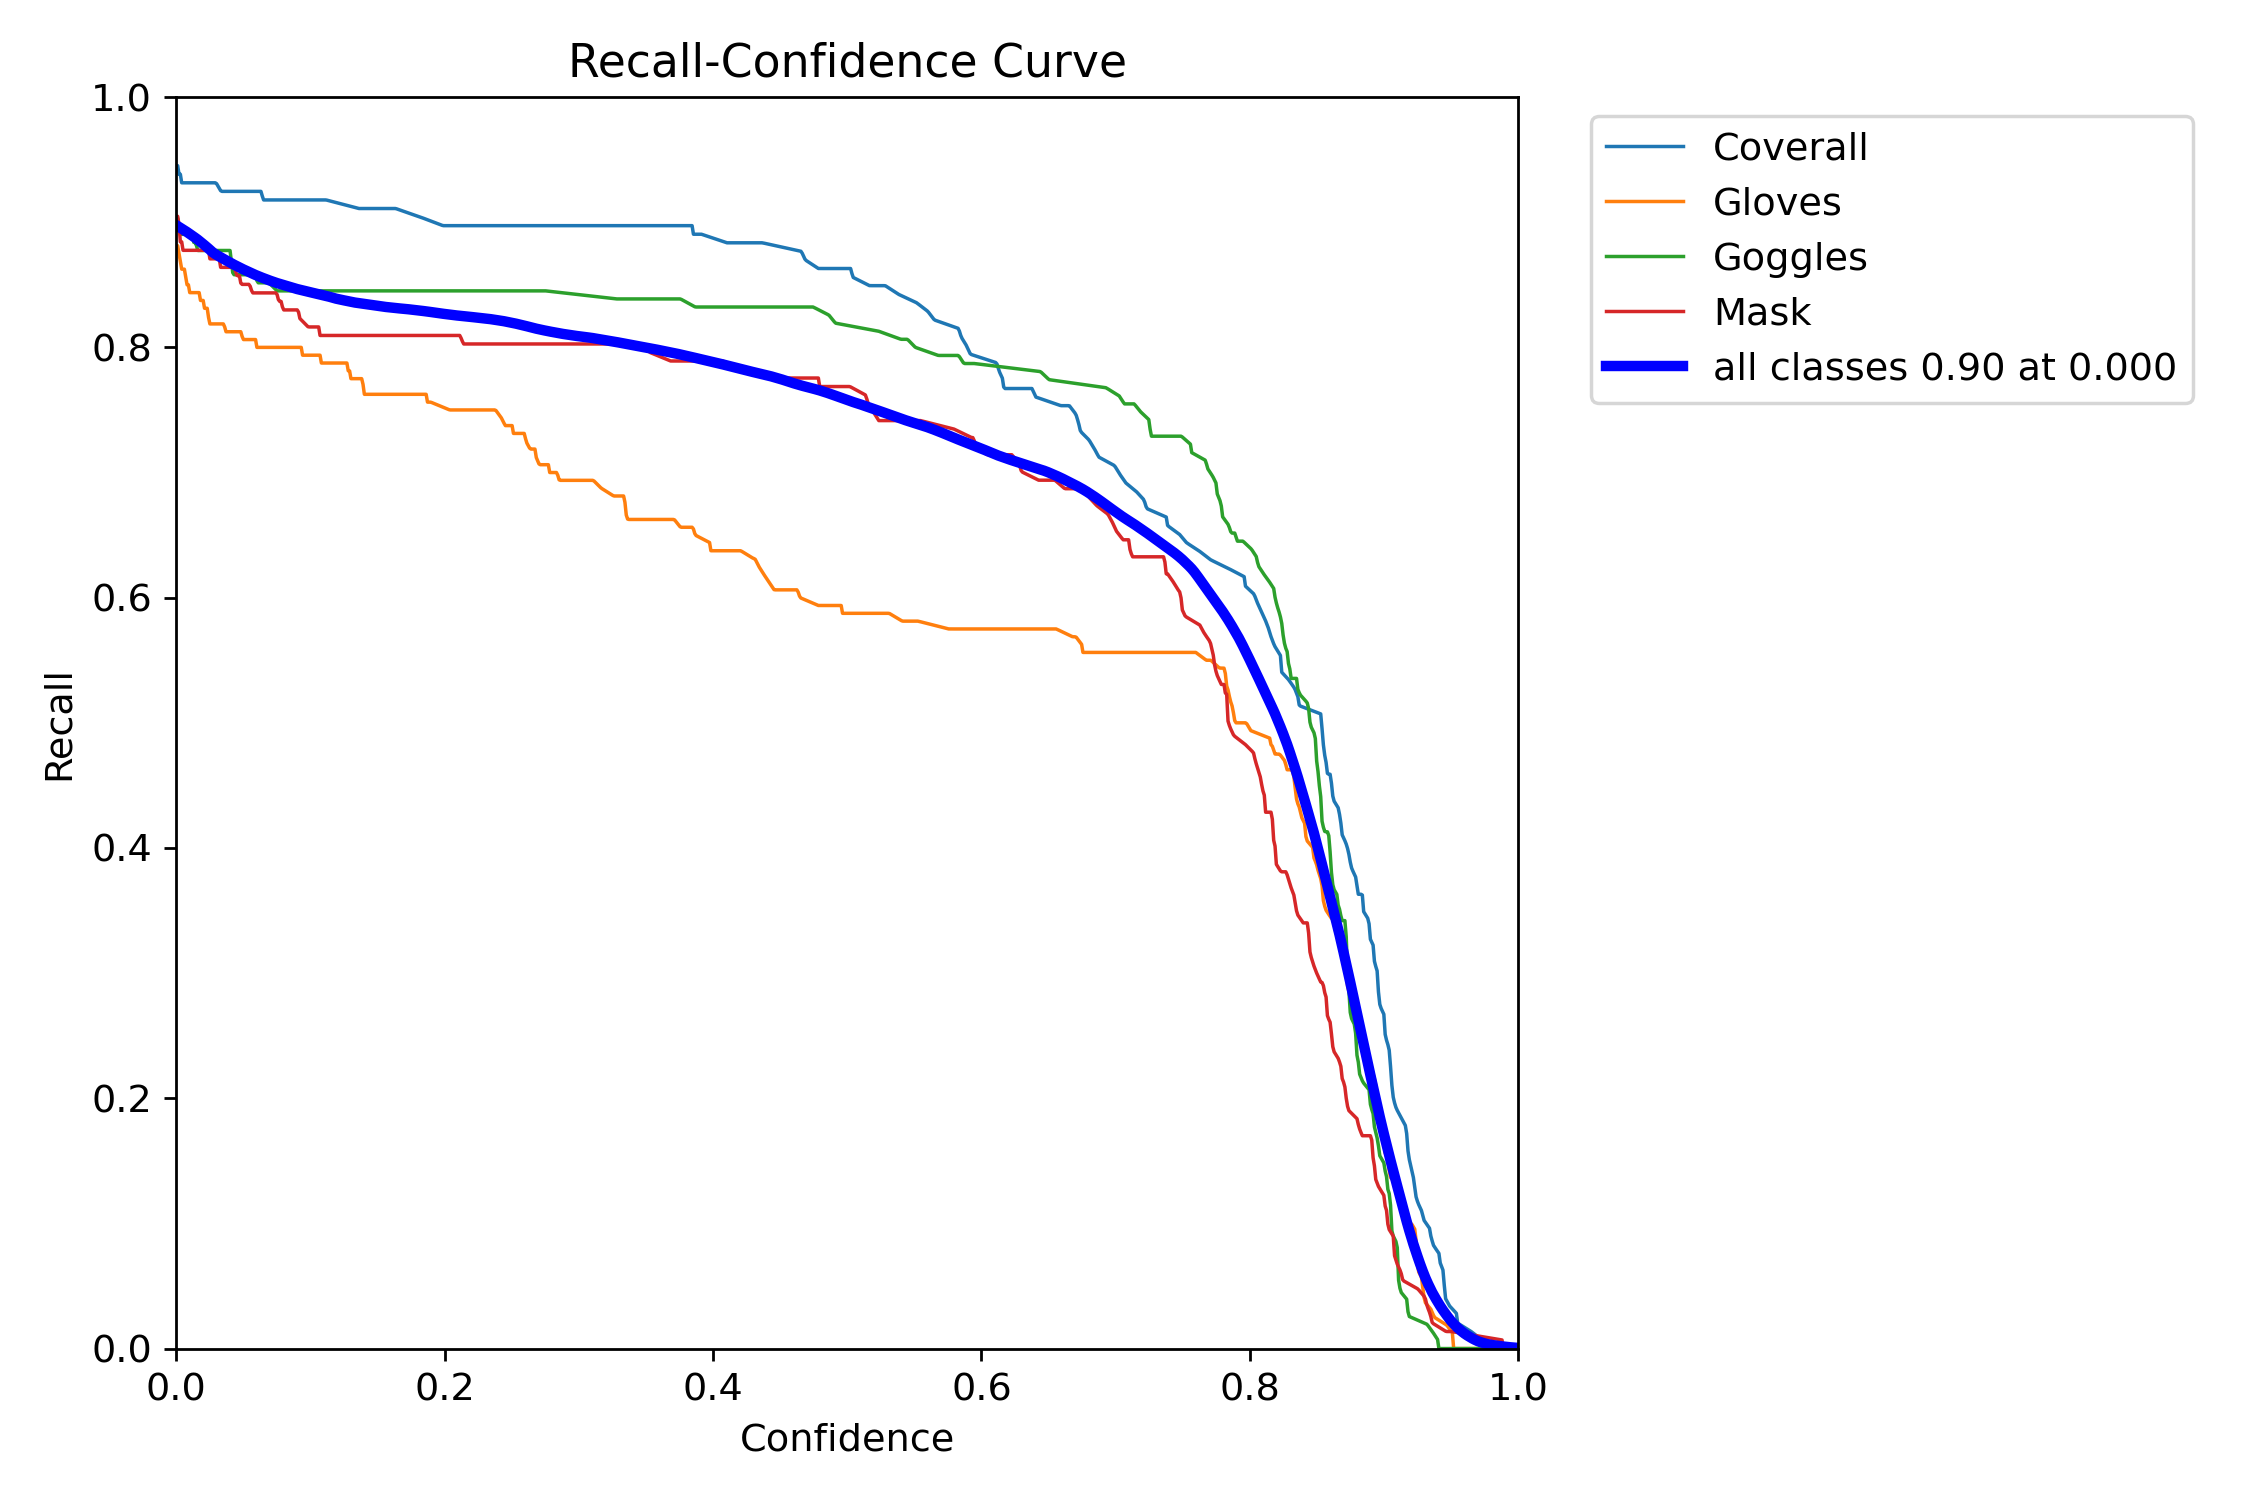 Recall-Confidence Curve
1.0
0.8
0.6
0.4
0.2
0.0
Recall
0.0 0.2 0.4 0.6 0.8 1.0
Confidence
Coverall
Gloves
Goggles
Mask
all classes 0.90 at 0.000